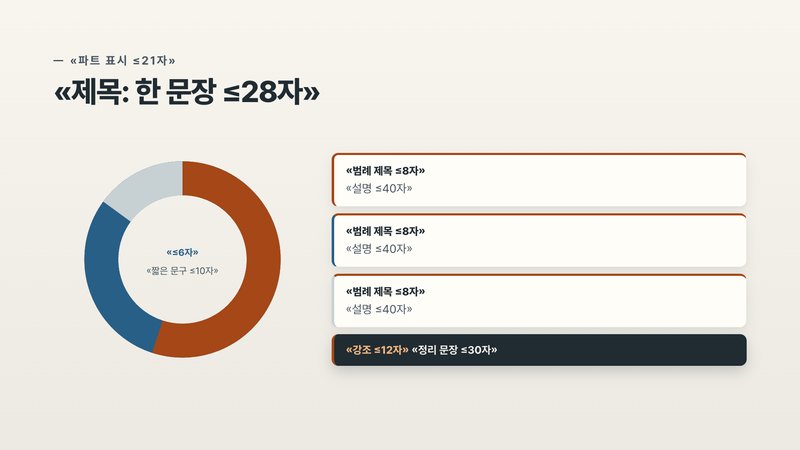 — «파트 표시 ≤21자»
«제목: 한 문장 ≤28자»
«≤6자»
«짧은 문구 ≤10자»
«범례 제목 ≤8자»
«설명 ≤40자»
«범례 제목 ≤8자»
«설명 ≤40자»
«범례 제목 ≤8자»
«설명 ≤40자»
«강조 ≤12자» «정리 문장 ≤30자»